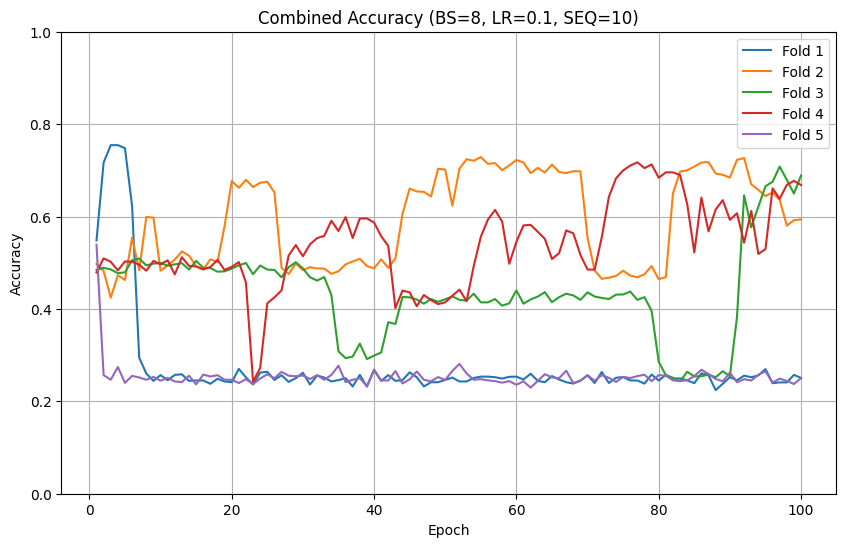 Combined Accuracy (BS=8, LR=0.1, SEQ=10)
1.0
0.8
0.6
0.4
0.2
0.0
Accuracy
Fold 1
Fold 2
Fold 3
Fold 4
Fold 5
0 20 40 60 80 100
Epoch